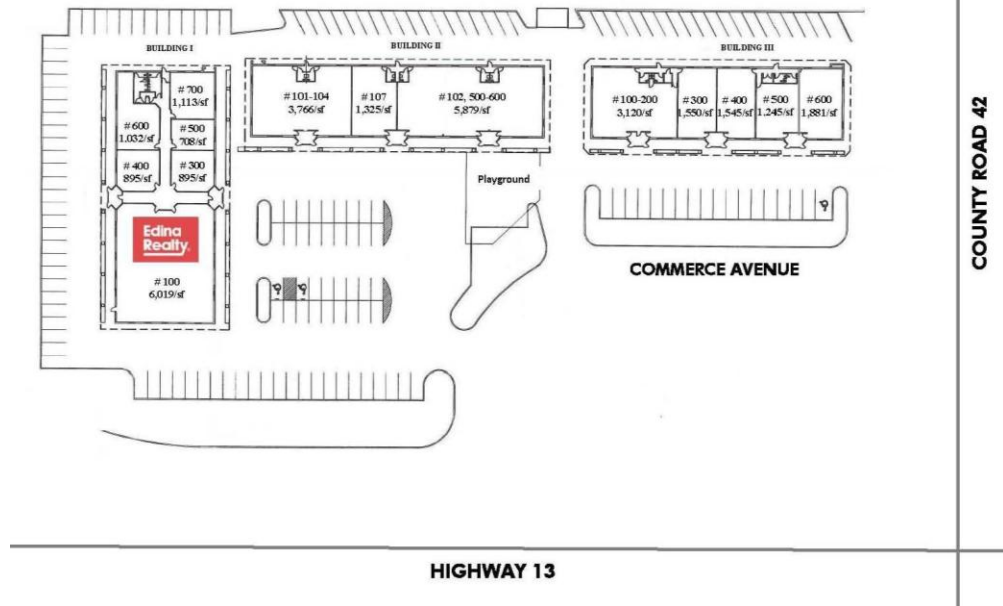 BUILDING I
BUILDING II
BUILDING III
# 700
1,113/sf
# 600
1,032/sf
# 500
708/sf
# 400
895/sf
# 300
895/sf
Edina
Realty.
# 100
6,019/sf
# 101-104
3,766/sf
# 107
1,325/sf
# 102, 500-600
5,879/sf
Playground
# 100-200
3,120/sf
# 300
1,550/sf
# 400
1,545/sf
# 500
1,245/sf
# 600
1,881/sf
COMMERCE AVENUE
COUNTY ROAD 42
HIGHWAY 13